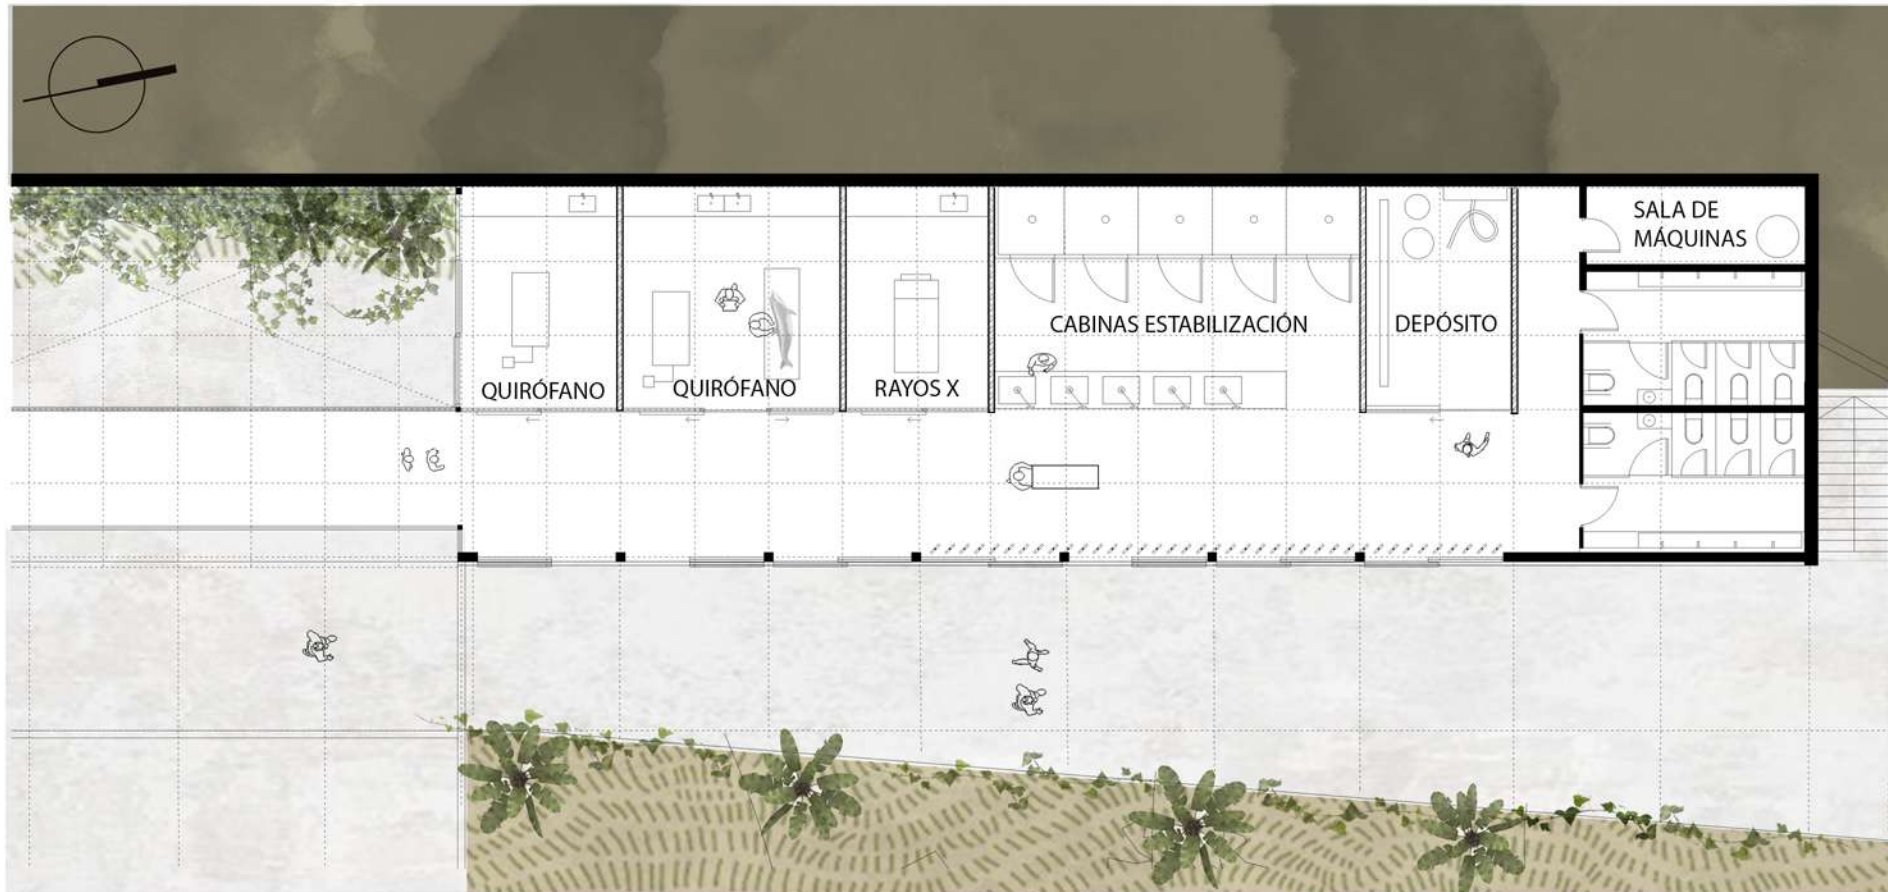 SALA DE
MÁQUINAS
CABINAS ESTABILIZACIÓN
DEPÓSITO
QUIRÓFANO
QUIRÓFANO
RAYOS X